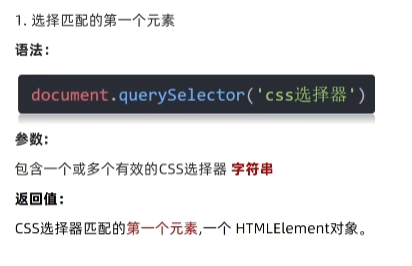 1. 选择匹配的第一个元素
语法：
document.querySelector('css选择器')
参数：
包含一个或多个有效的CSS选择器 字符串
返回值：
CSS选择器匹配的第一个元素,一个 HTMLElement对象。